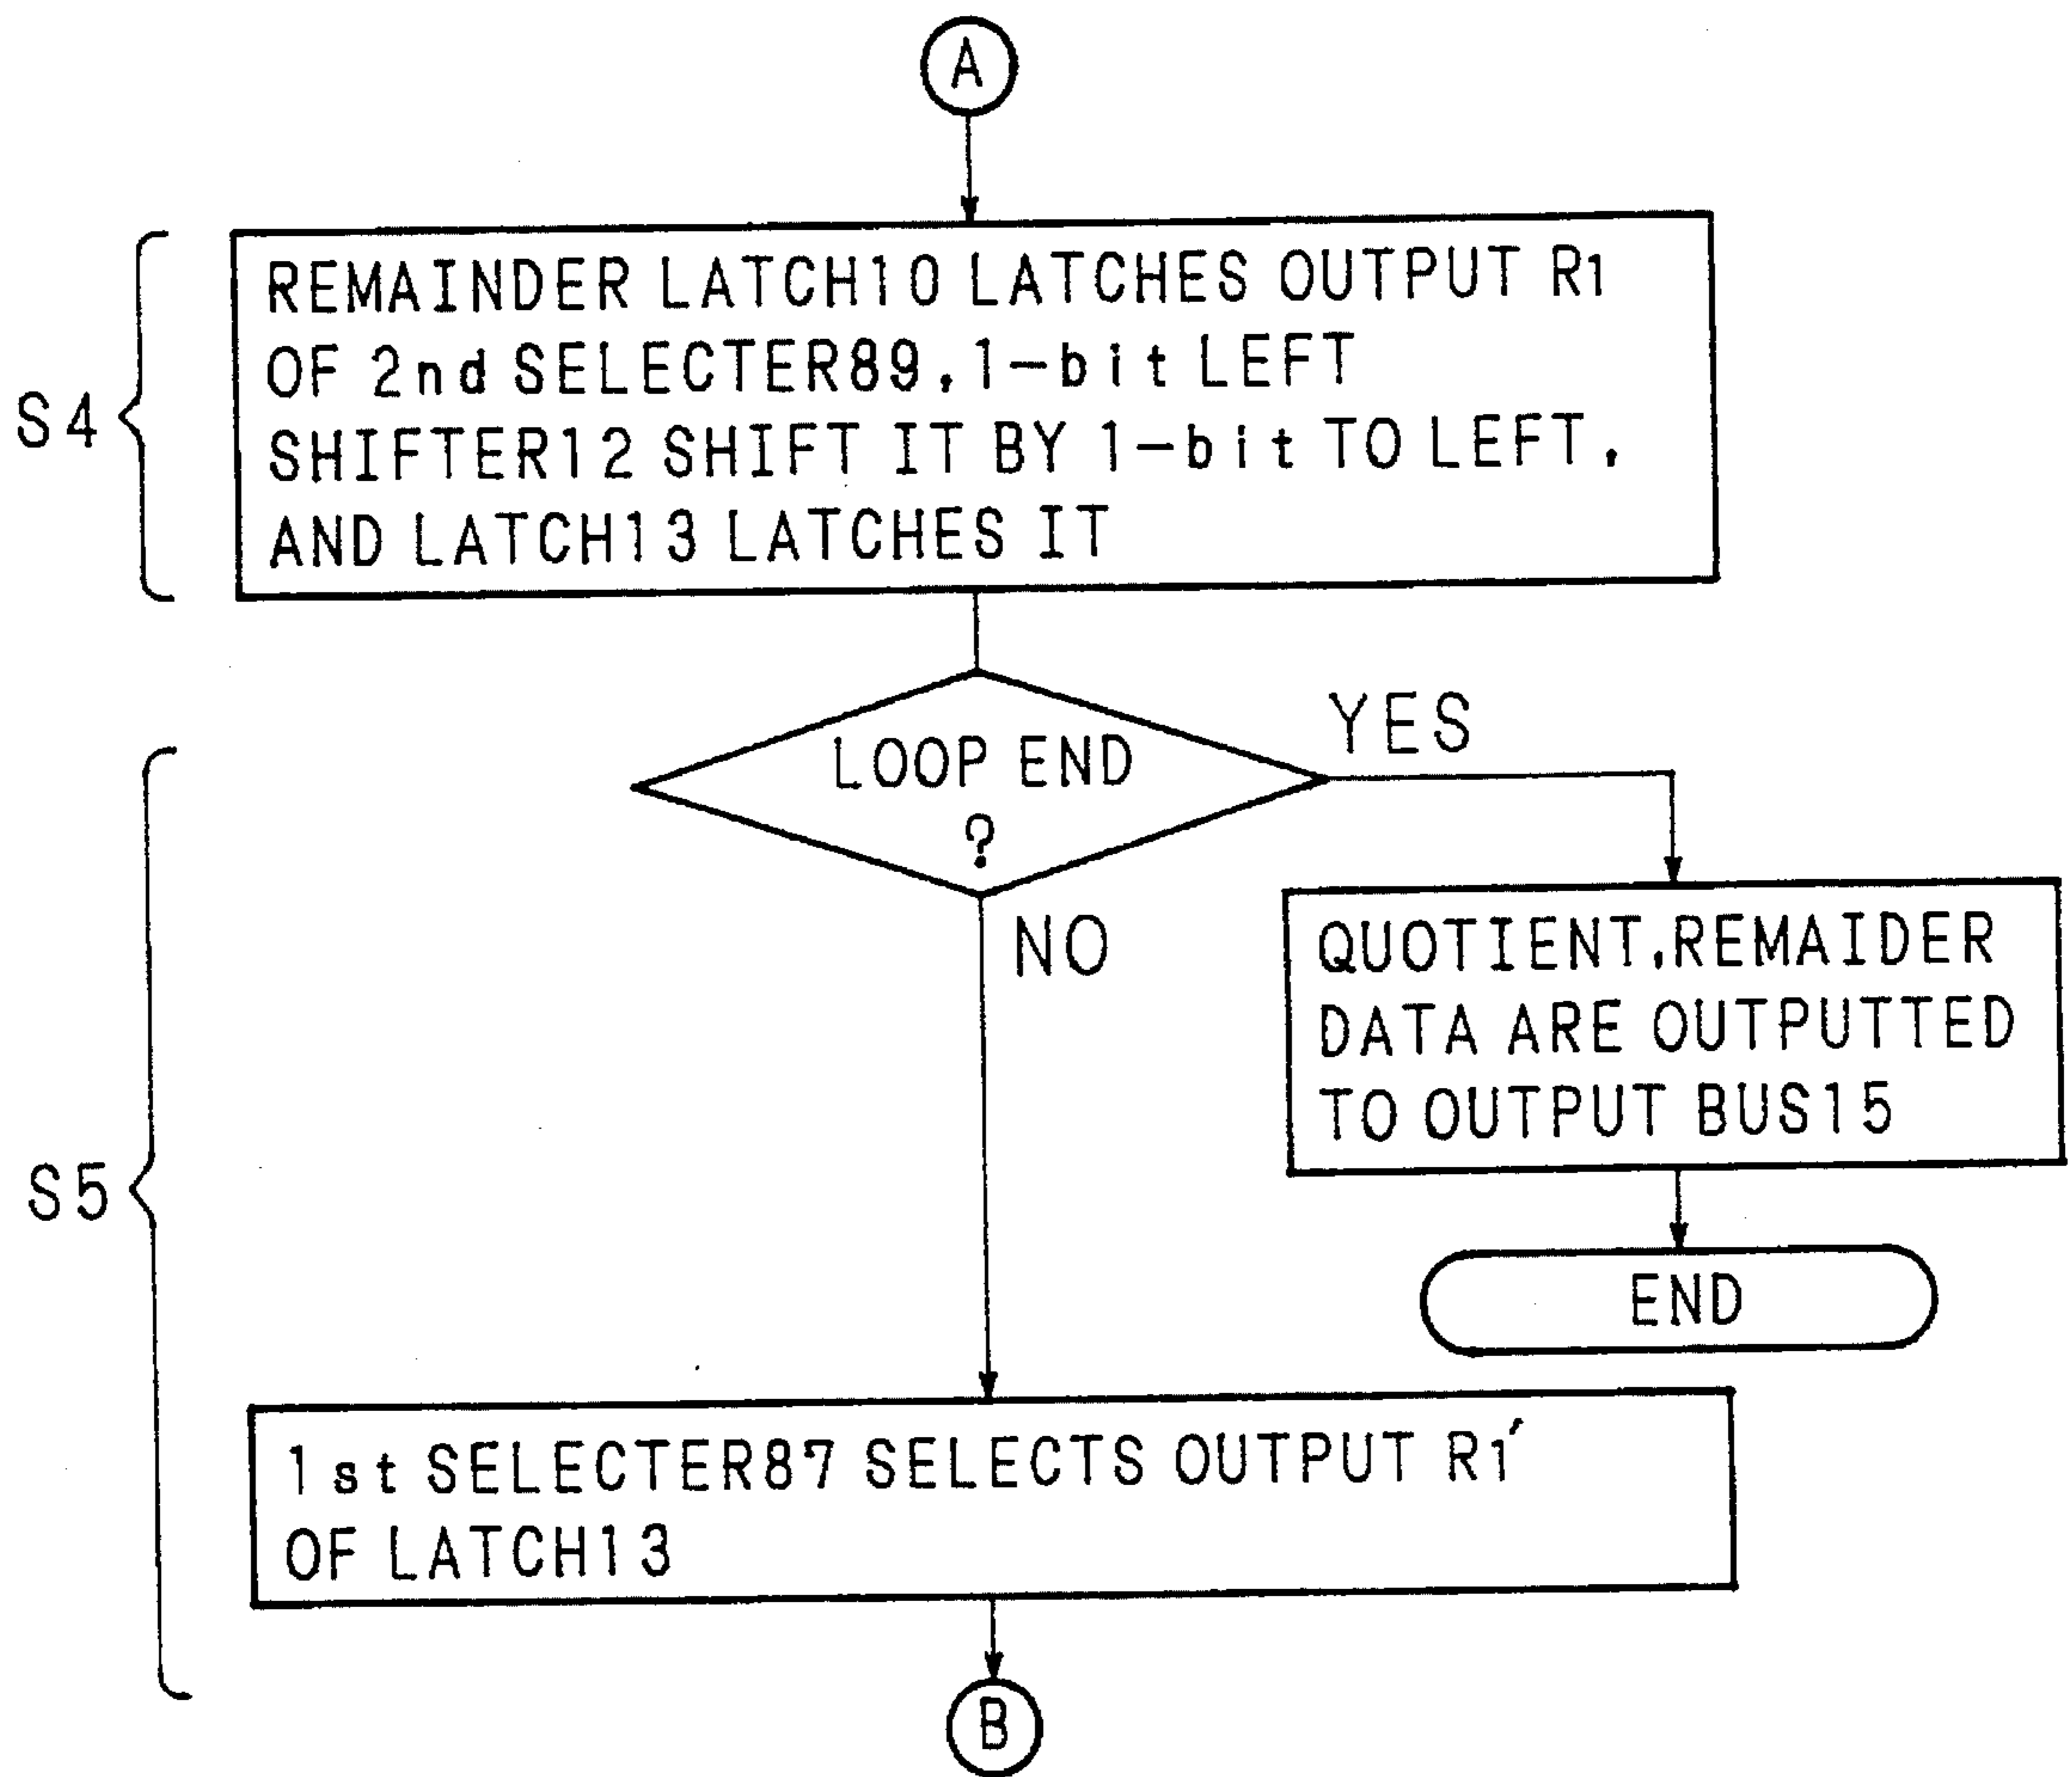 A
REMAINDER LATCH10 LATCHES OUTPUT R1
OF 2nd SELECTER89, 1-bit LEFT
SHIFTER12 SHIFT IT BY 1-bit TO LEFT,
AND LATCH13 LATCHES IT
S4
LOOP END
?
YES
NO
QUOTIENT,REMAIDER
DATA ARE OUTPUTTED
TO OUTPUT BUS15
S5
END
1st SELECTER87 SELECTS OUTPUT R1′
OF LATCH13
B